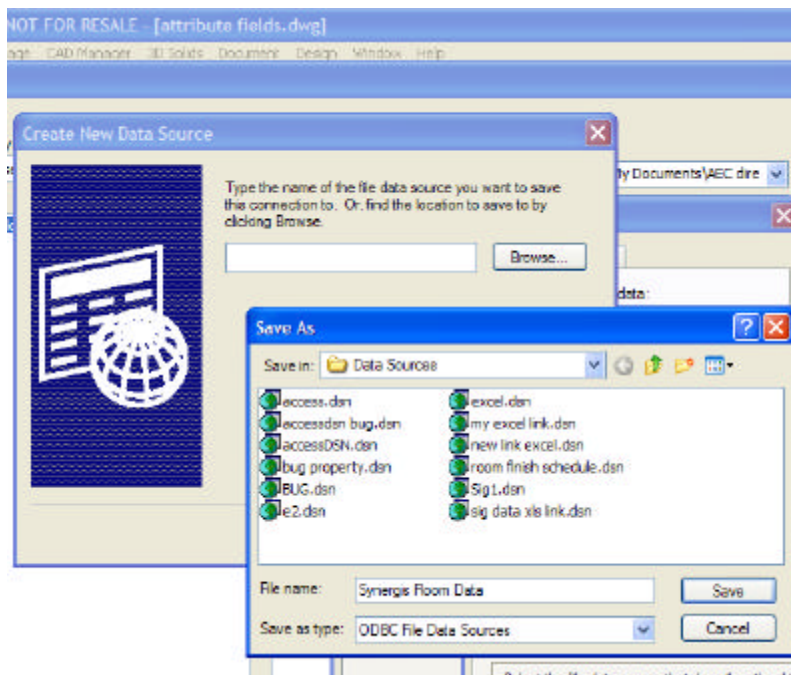 NOT FOR RESALE - [attribute fields.dwg]
CAD Manager 3D Solids Document Design Window Help
Create New Data Source
My Documents\AEC dire
Type the name of the file data source you want to save
this connection to. Or, find the location to save to by
clicking Browse.
Browse...
data:
Save As
Save in: Data Sources
access.dsn
accessdsn bug.dsn
accessDSN.dsn
bug property.dsn
BUG.dsn
e2.dsn
excel.dsn
my excel link.dsn
new link excel.dsn
room finish schedule.dsn
Sig1.dsn
sig data xls link.dsn
File name: Synergis Room Data Save
Save as type: ODBC File Data Sources Cancel